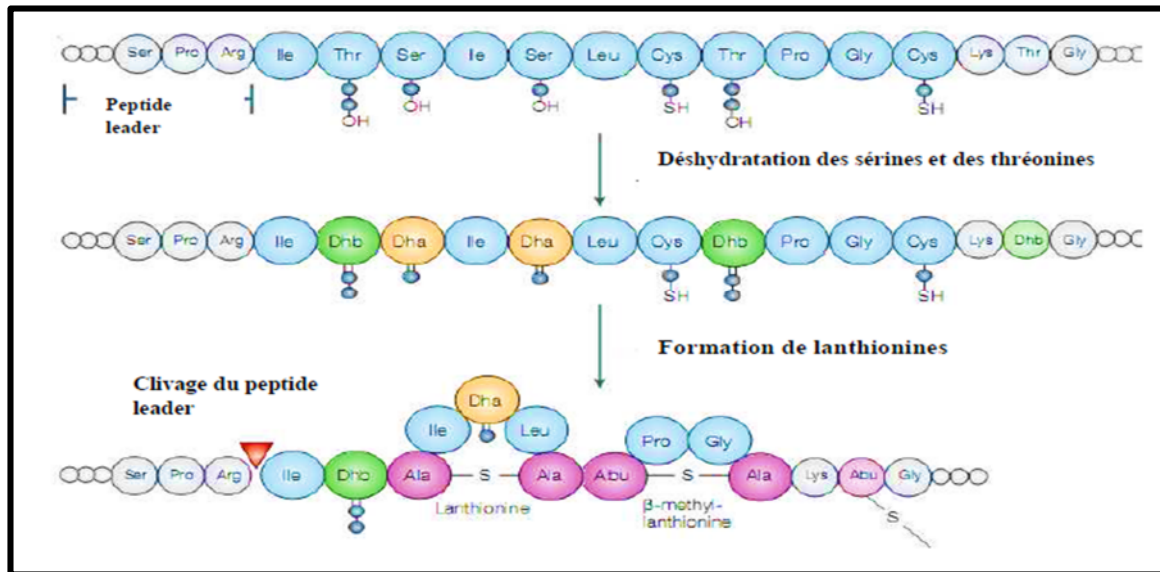 Ser Pro Arg Ile Thr Ser Ile Ser Leu Cys Thr Pro Gly Cys Lys Thr Gly
OH OH OH SH OH SH
Peptide
leader
Déshydratation des sérines et des thréonines
Ser Pro Arg Ile Dhb Dha Ile Dha Leu Cys Dhb Pro Gly Cys Lys Dhb Gly
SH SH
Formation de lanthionines
Clivage du peptide
leader
Dha
Ile Leu Pro Gly
Ser Pro Arg Ile Dhb Ala S Ala Abu S Ala Lys Abu Gly
Lanthionine β-methyl-
lanthionine
S